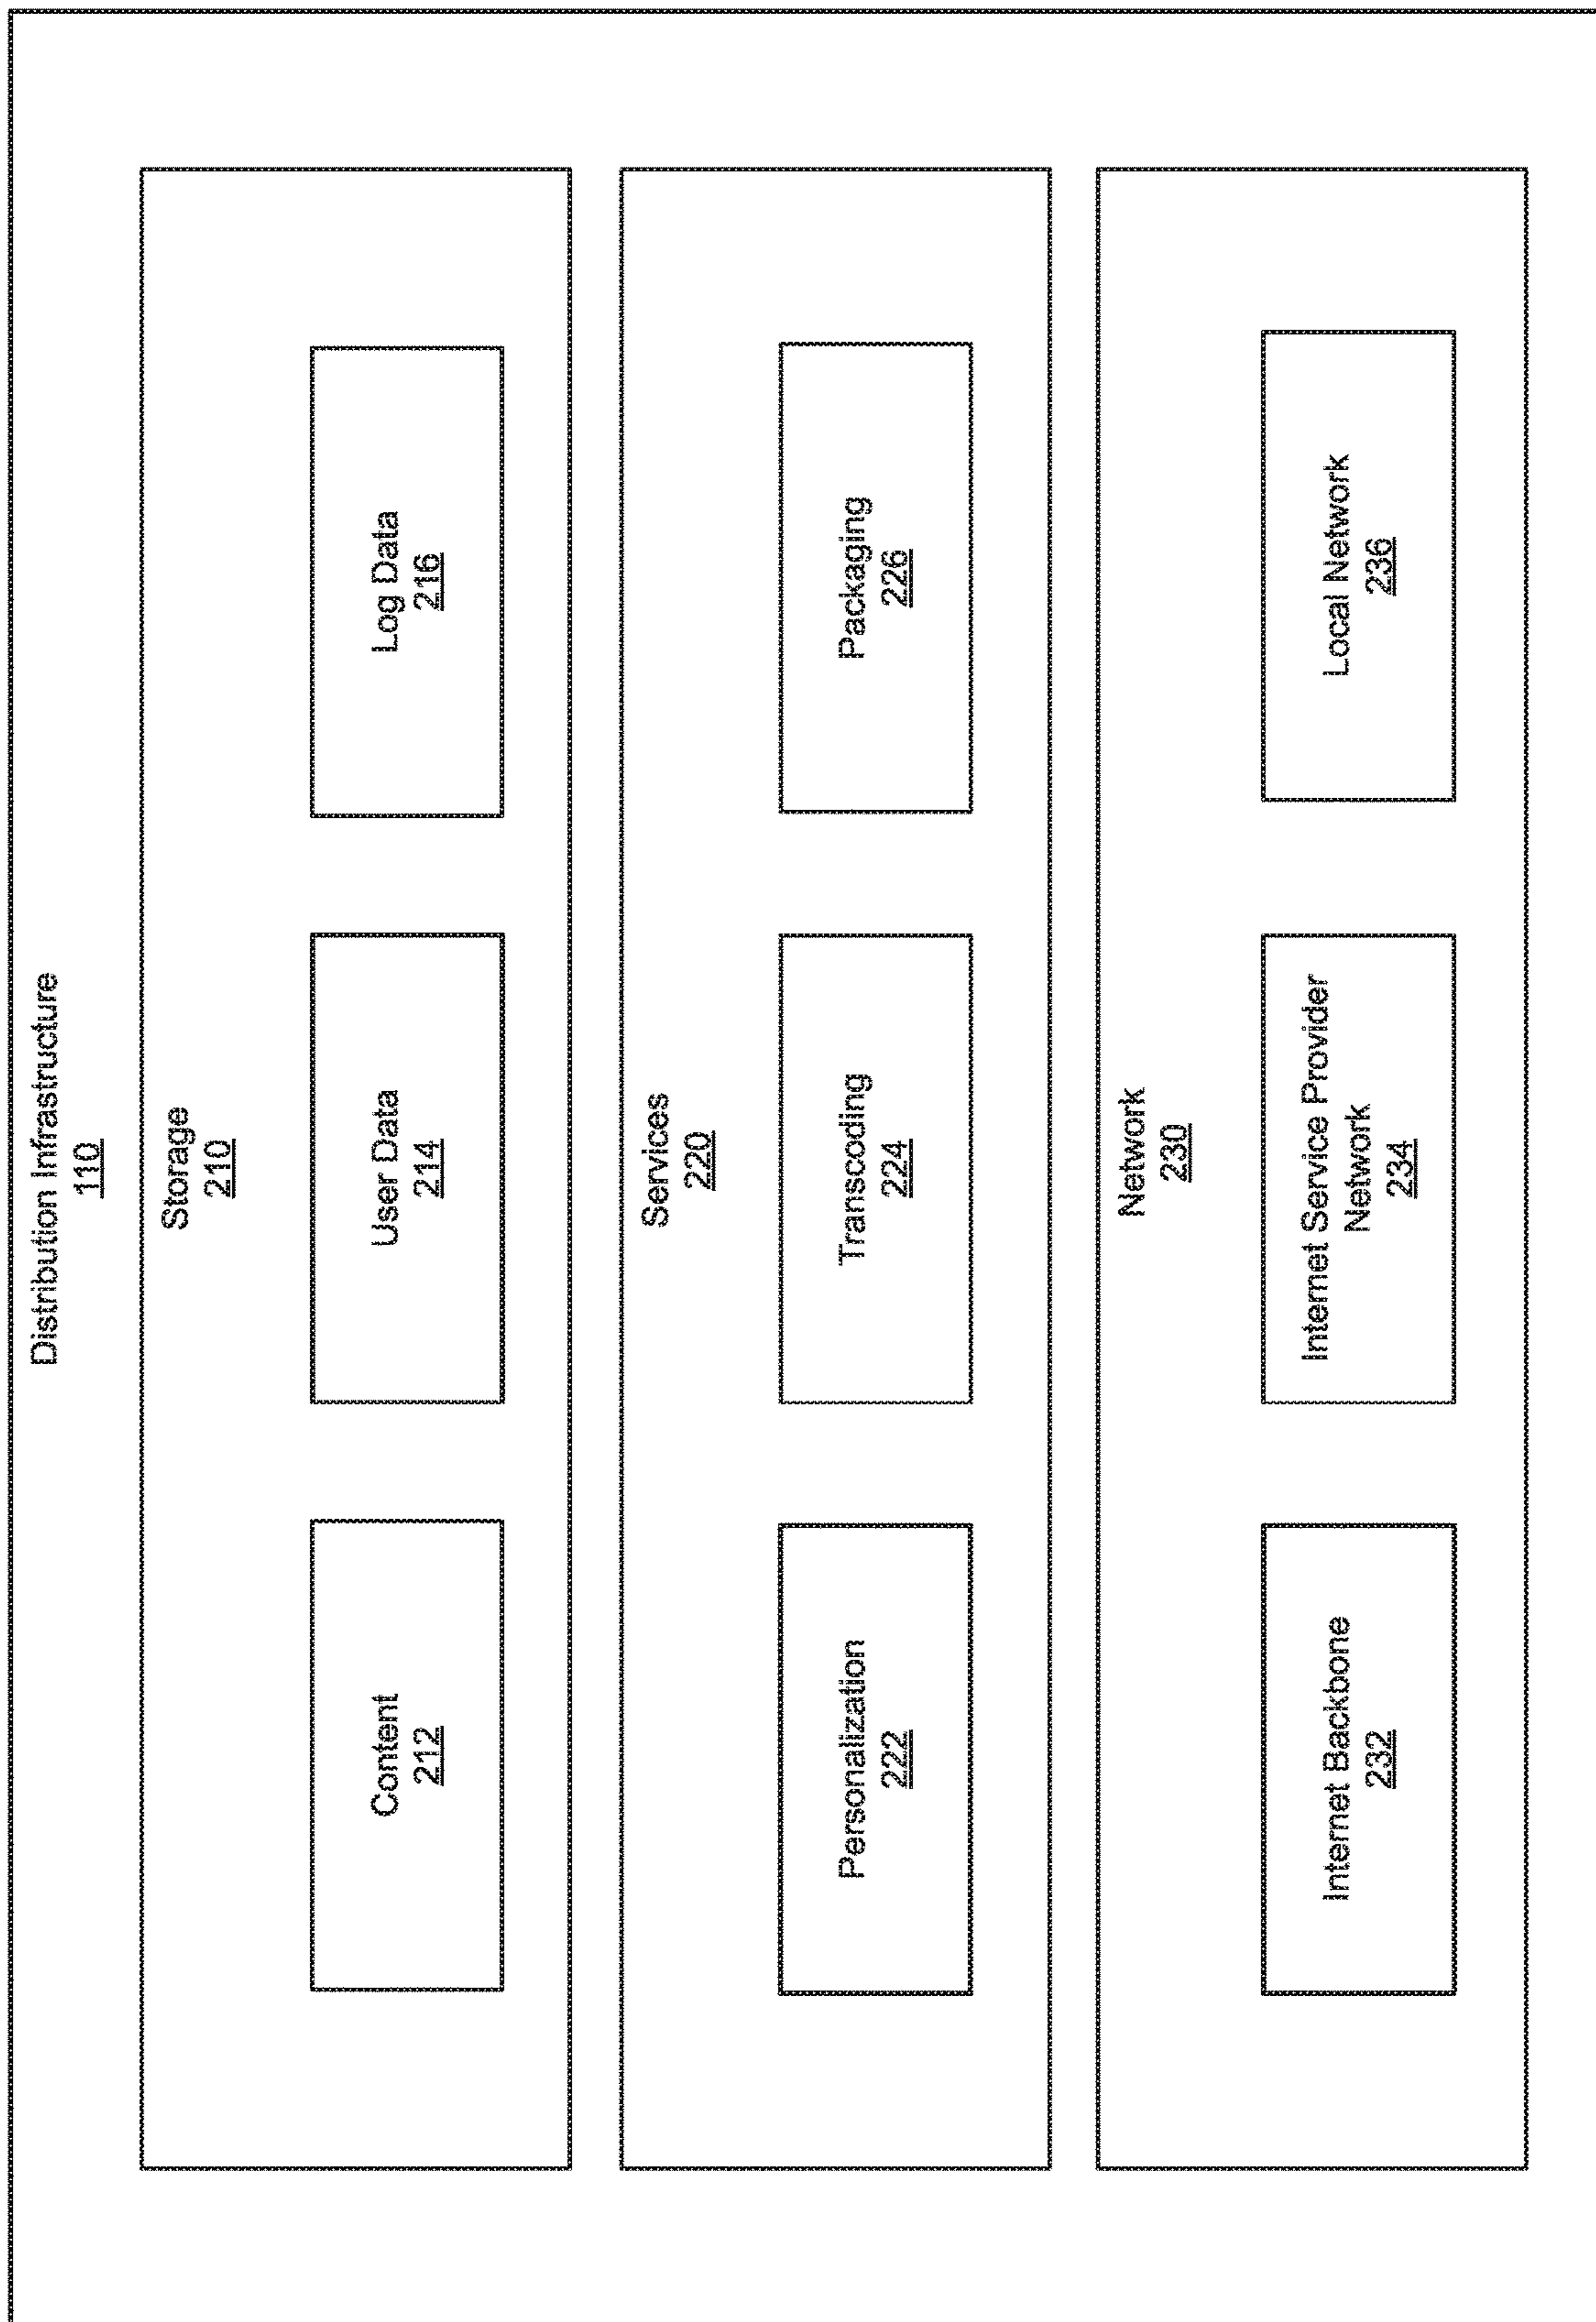 Distribution Infrastructure
110
Storage
210
Content
212
User Data
214
Log Data
216
Services
220
Personalization
222
Transcoding
224
Packaging
226
Network
230
Internet Backbone
232
Internet Service Provider
Network
234
Local Network
236